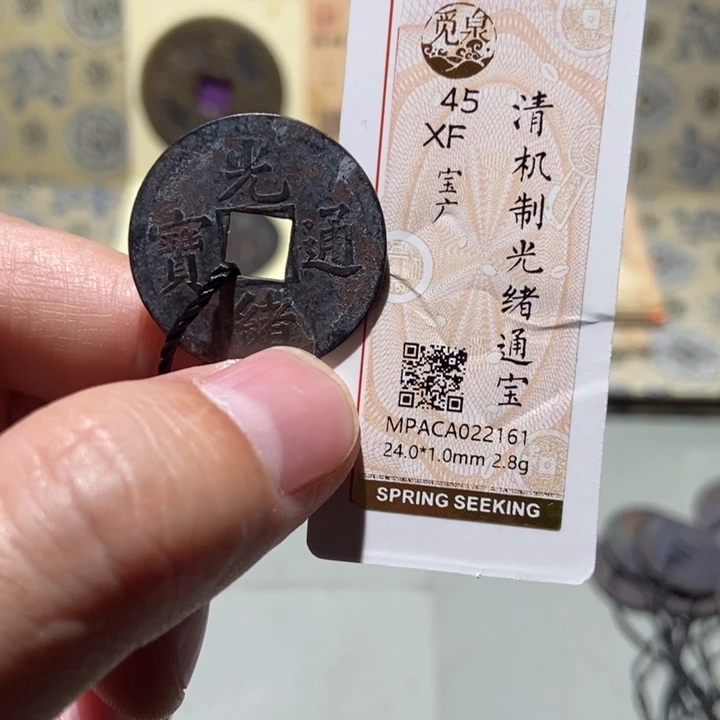 光緒通寶
觅泉
45
XF
宝广
清机制光绪通宝
MPACA022161
24.0*1.0mm 2.8g
SPRING SEEKING